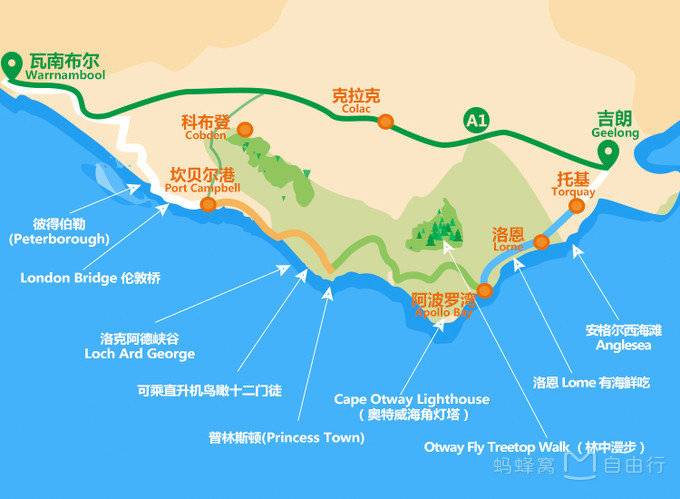 瓦南布尔
Warrnambool
克拉克
Colac
A1
吉朗
Geelong
科布登
Cobden
坎贝尔港
Port Campbell
托基
Torquay
洛恩
Lorne
阿波罗湾
Apollo Bay
彼得伯勒
(Peterborough)
London Bridge 伦敦桥
洛克阿德峡谷
Loch Ard George
可乘直升机鸟瞰十二门徒
普林斯顿(Princess Town)
Cape Otway Lighthouse
（奥特威海角灯塔）
Otway Fly Treetop Walk（林中漫步）
洛恩 Lome 有海鲜吃
安格尔西海滩
Anglesea
蚂蜂窝 自由行